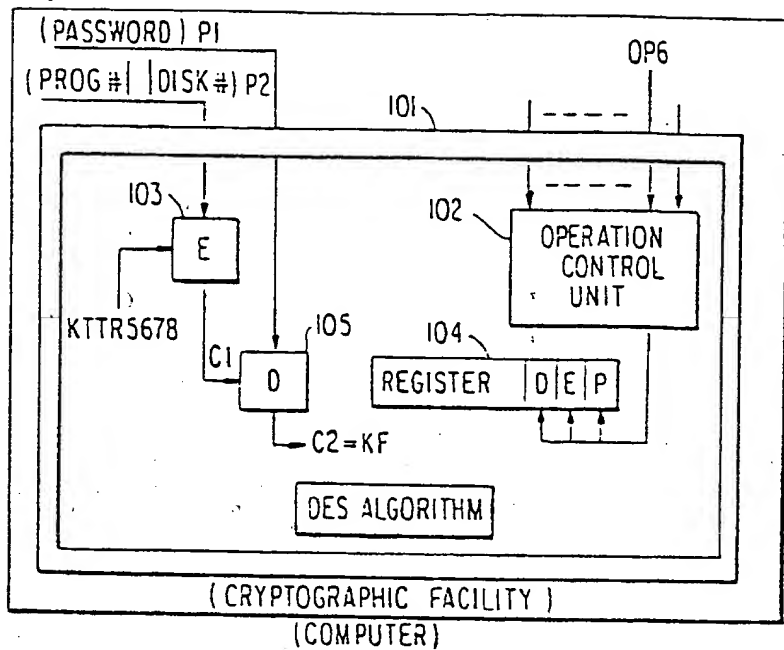 (PASSWORD) P1
OP6
(PROG #||DISK #) P2
101
103
102
E
OPERATION
CONTROL
UNIT
KTTR5678
C1
105
104
D
REGISTER D E P
C2=KF
DES ALGORITHM
(CRYPTOGRAPHIC FACILITY)
(COMPUTER)